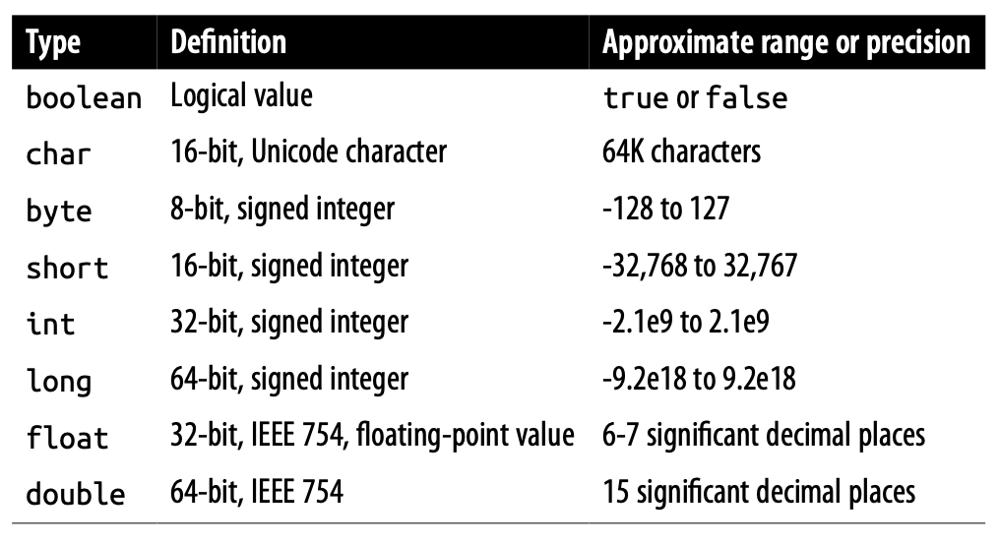 Type Definition Approximate range or precision
boolean Logical value true or false
char 16-bit, Unicode character 64K characters
byte 8-bit, signed integer -128 to 127
short 16-bit, signed integer -32,768 to 32,767
int 32-bit, signed integer -2.1e9 to 2.1e9
long 64-bit, signed integer -9.2e18 to 9.2e18
float 32-bit, IEEE 754, floating-point value 6-7 significant decimal places
double 64-bit, IEEE 754 15 significant decimal places